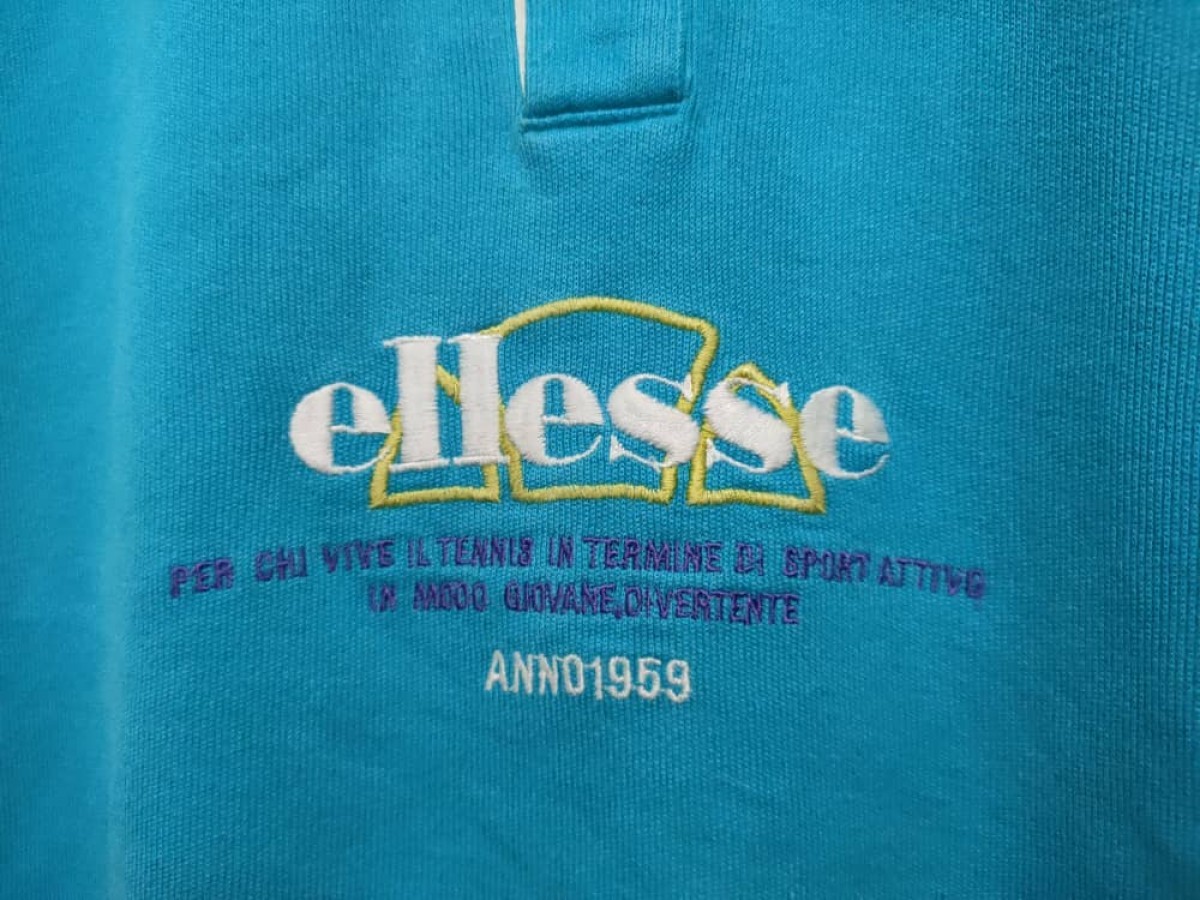 ellesse
PER CHI VIVE IL TENNIS IN TERMINE DI SPORT ATTIVO
IN MODO GIOVANE,DIVERTENTE
ANNO1959